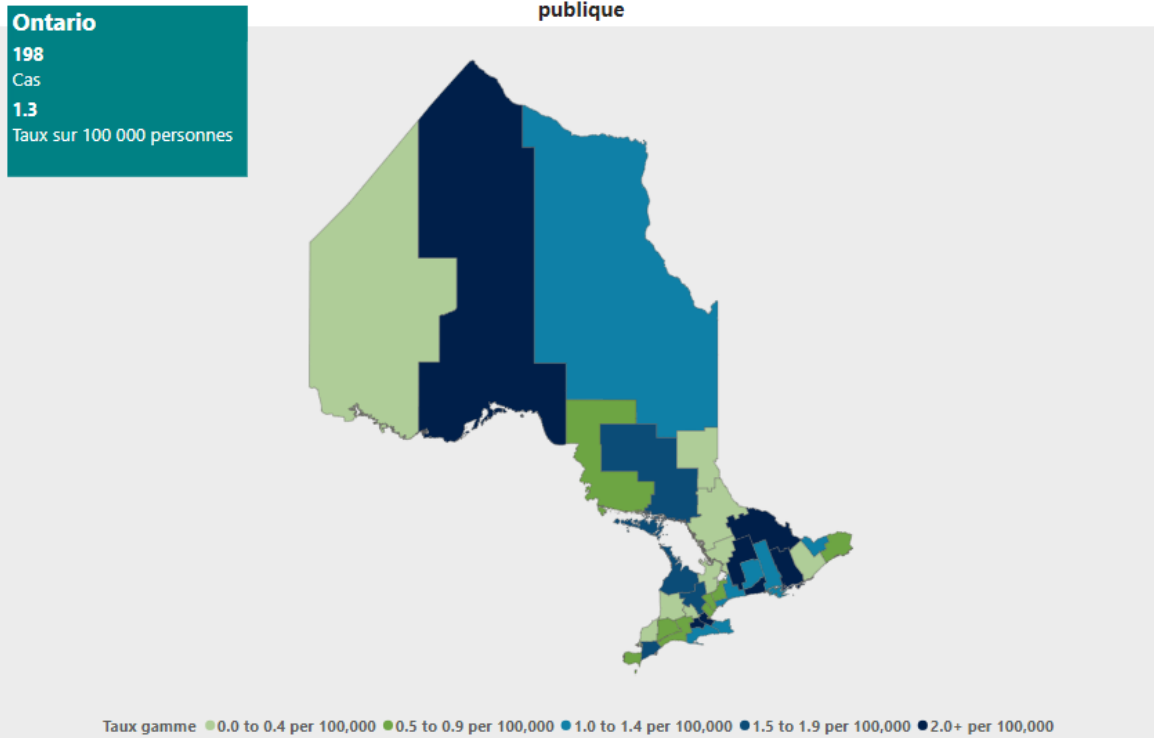 publique
Ontario
198
Cas
1.3
Taux sur 100 000 personnes
Taux gamme 0.0 to 0.4 per 100,000 0.5 to 0.9 per 100,000 1.0 to 1.4 per 100,000 1.5 to 1.9 per 100,000 2.0+ per 100,000